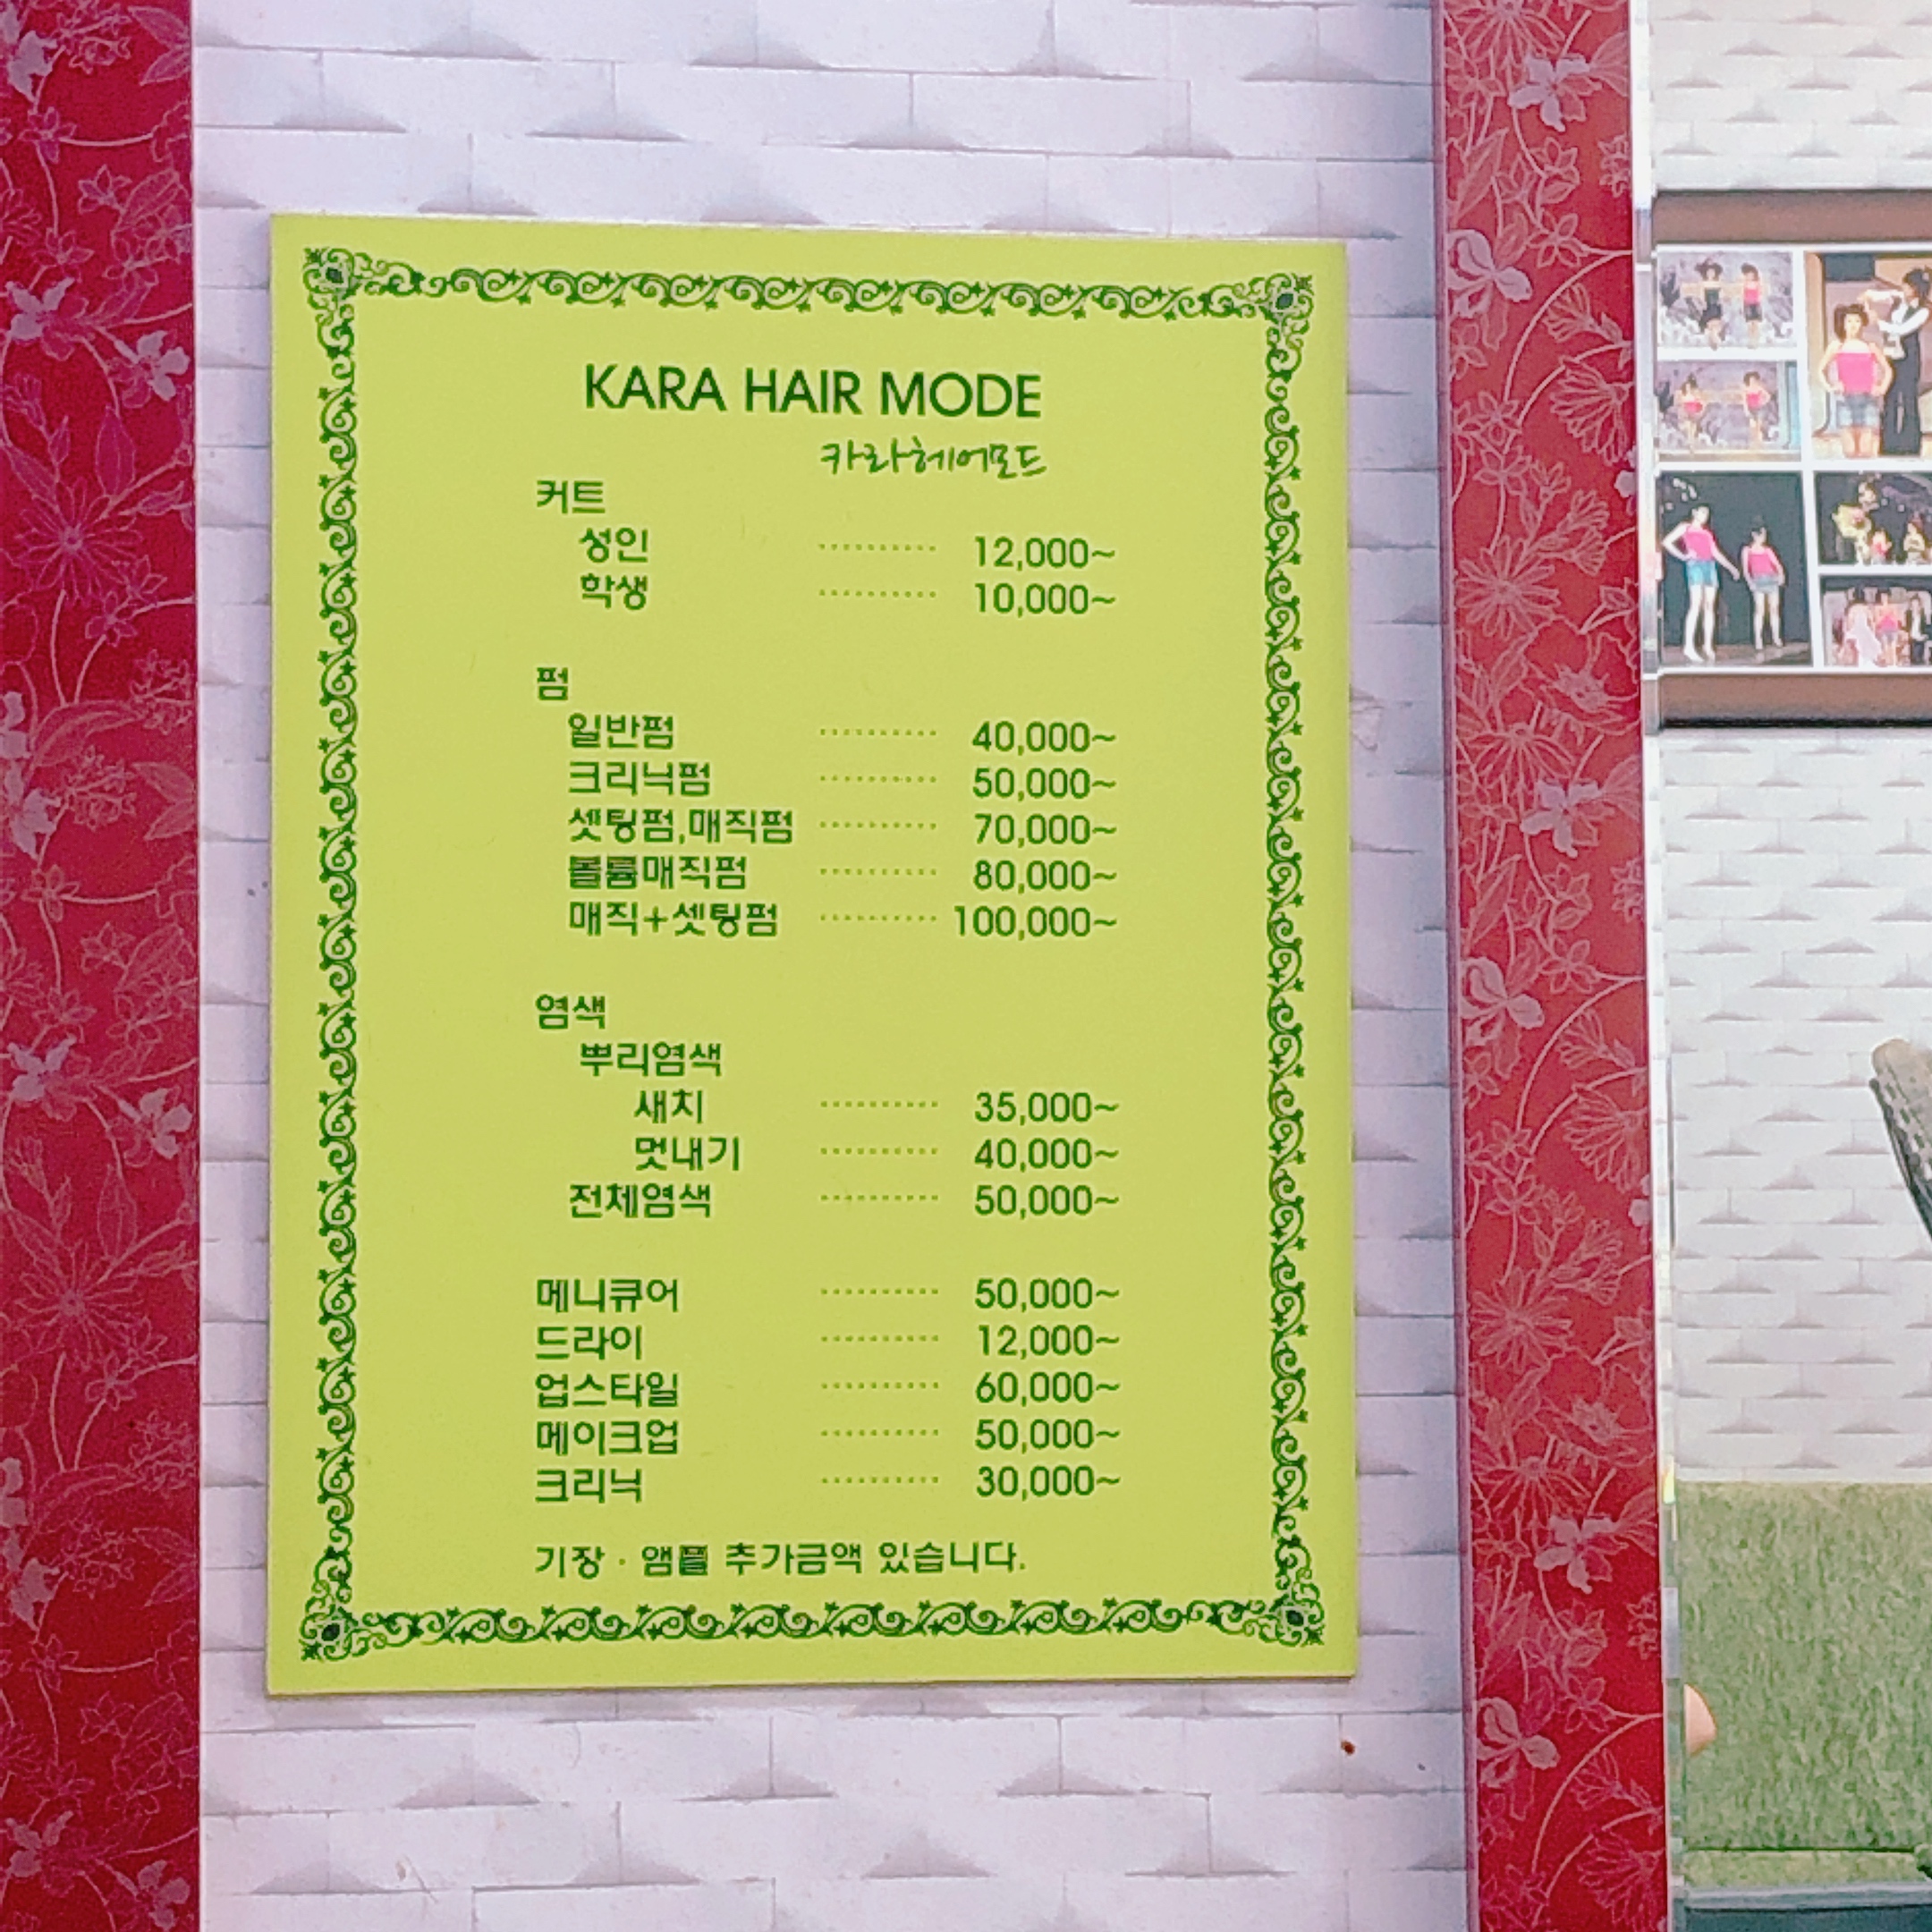 KARA HAIR MODE
카라헤어모드
커트
성인 ·········· 12,000~
학생 ·········· 10,000~
펌
일반펌 ·········· 40,000~
크리닉펌 ·········· 50,000~
셋팅펌,매직펌 ·········· 70,000~
볼륨매직펌 ·········· 80,000~
매직+셋팅펌 ·········· 100,000~
염색
뿌리염색
새치 ·········· 35,000~
멋내기 ·········· 40,000~
전체염색 ·········· 50,000~
메니큐어 ·········· 50,000~
드라이 ·········· 12,000~
업스타일 ·········· 60,000~
메이크업 ·········· 50,000~
크리닉 ·········· 30,000~
기장 · 앰플 추가금액 있습니다.